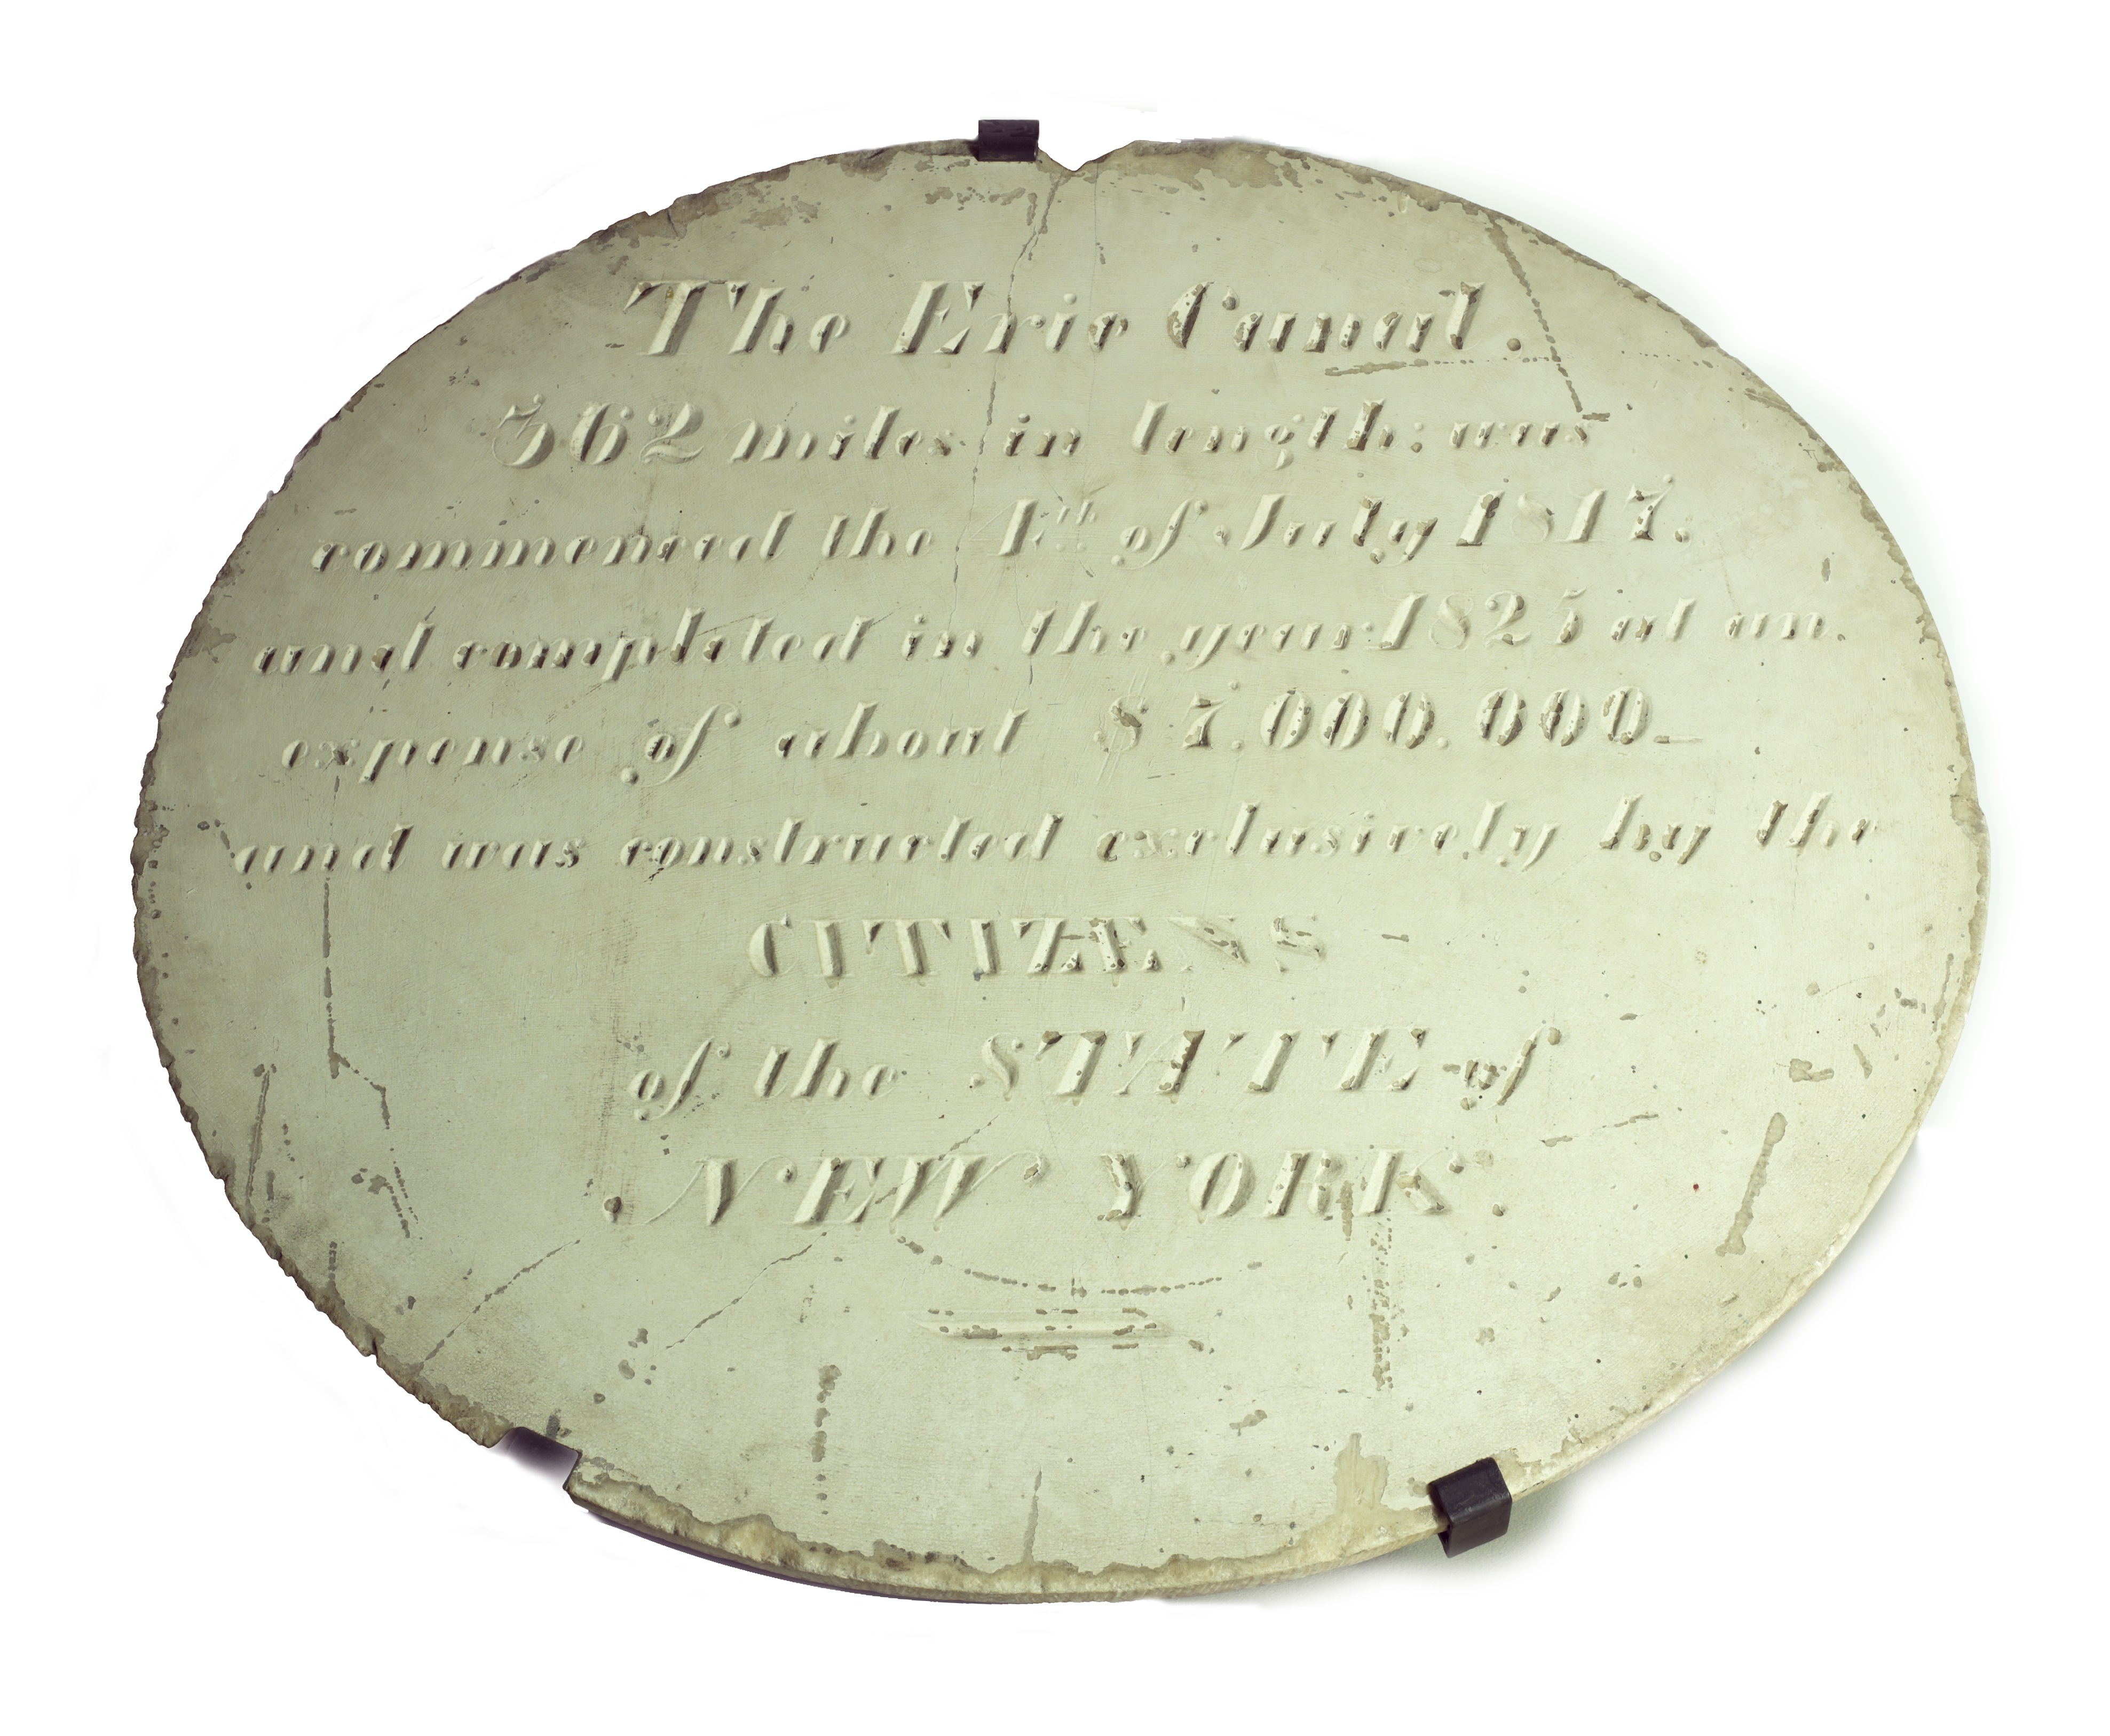 The Erie Canal.
362 miles in length: was
commenced the 4th of July 1817.
and completed in the year 1825 at an.
expense of about $7.000.000.
and was constructed exclusively by the
CITIZENS
of the STATE of
NEW YORK.